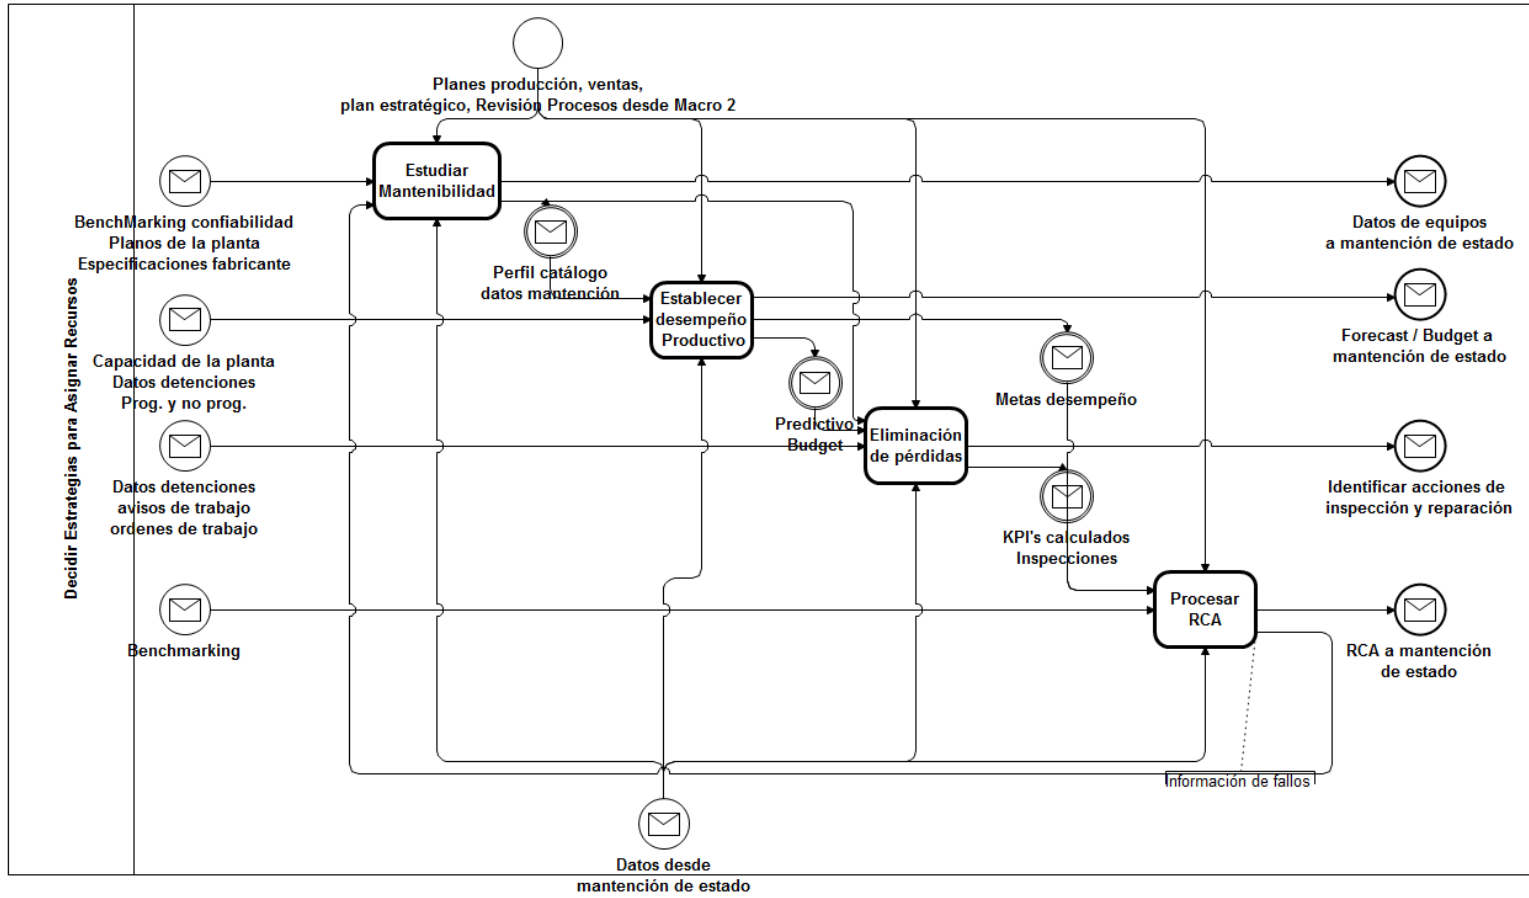 Decidir Estrategias para Asignar Recursos
Planes producción, ventas,
plan estratégico, Revisión Procesos desde Macro 2
Estudiar
Mantenibilidad
BenchMarking confiabilidad
Planos de la planta
Especificaciones fabricante
Perfil catálogo
datos mantención
Datos de equipos
a mantención de estado
Establecer
desempeño
Productivo
Capacidad de la planta
Datos detenciones
Prog. y no prog.
Forecast / Budget a
mantención de estado
Metas desempeño
Predictivo
Budget
Eliminación
de pérdidas
Datos detenciones
avisos de trabajo
ordenes de trabajo
Identificar acciones de
inspección y reparación
KPI's calculados
Inspecciones
Procesar
RCA
Benchmarking
RCA a mantención
de estado
Información de fallos
Datos desde
mantención de estado